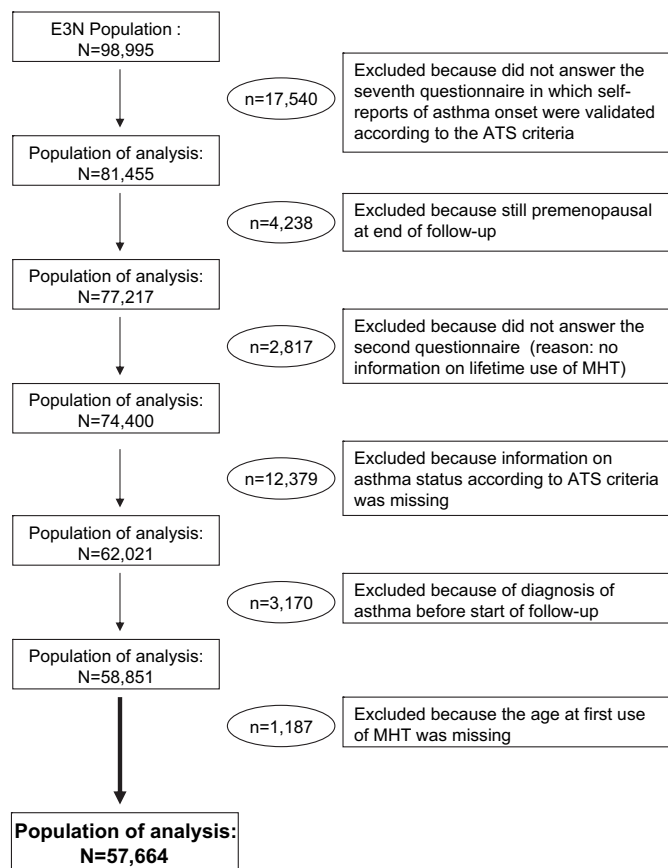 E3N Population :
N=98,995
n=17,540
Excluded because did not answer the
seventh questionnaire in which self-
reports of asthma onset were validated
according to the ATS criteria
Population of analysis:
N=81,455
n=4,238
Excluded because still premenopausal
at end of follow-up
Population of analysis:
N=77,217
n=2,817
Excluded because did not answer the
second questionnaire (reason: no
information on lifetime use of MHT)
Population of analysis:
N=74,400
n=12,379
Excluded because information on
asthma status according to ATS criteria
was missing
Population of analysis:
N=62,021
n=3,170
Excluded because of diagnosis of
asthma before start of follow-up
Population of analysis:
N=58,851
n=1,187
Excluded because the age at first use
of MHT was missing
Population of analysis:
N=57,664